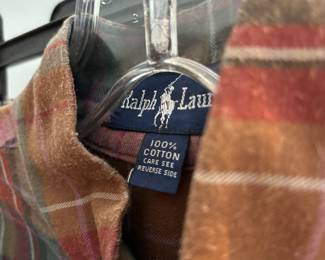 Ralph Laur
100%
COTTON
CARE SEE
REVERSE SIDE